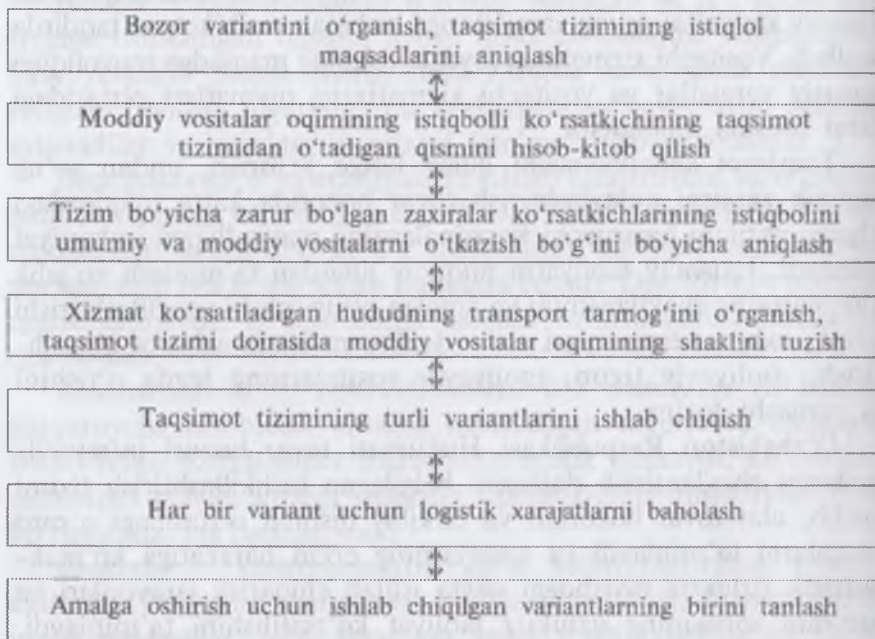 Bozor variantini o‘rganish, taqsimot tizimining istiqlol
maqsadlarini aniqlash
Moddiy vositalar oqimining istiqbolli ko‘rsatkichining taqsimot
tizimidan o‘tadigan qismini hisob-kitob qilish
Tizim bo‘yicha zarur bo‘lgan zaxiralar ko‘rsatkichlarining istiqbolini
umumiy va moddiy vositalarni o‘tkazish bo‘g‘ini bo‘yicha aniqlash
Xizmat ko‘rsatiladigan hududning transport tarmog‘ini o‘rganish,
taqsimot tizimi doirasida moddiy vositalar oqimining shaklini tuzish
Taqsimot tizimining turli variantlarini ishlab chiqish
Har bir variant uchun logistik xarajatlarni baholash
Amalga oshirish uchun ishlab chiqilgan variantlarning birini tanlash